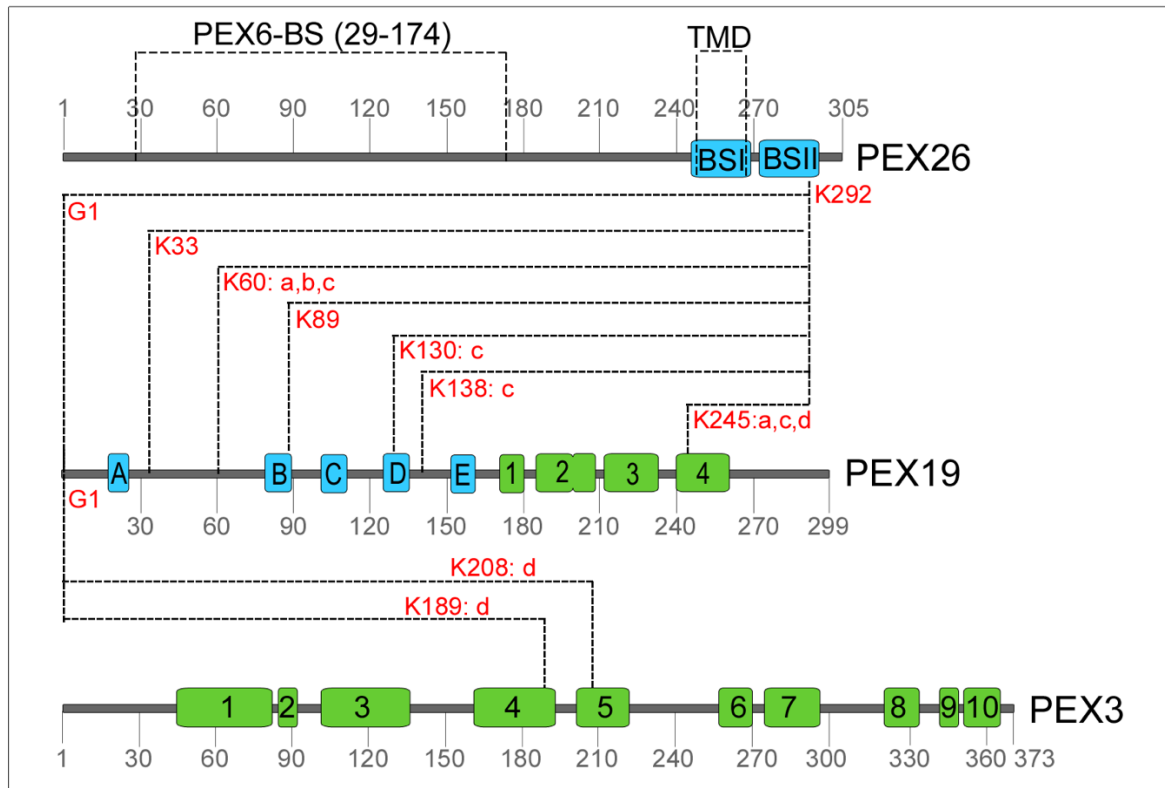 PEX6-BS (29-174) TMD
1 30 60 90 120 150 180 210 240 270 305
BSI BSII PEX26
G1 K292
K33
K60: a,b,c
K89
K130: c
K138: c
K245:a,c,d
A B C D E 1 2 3 4 PEX19
G1
30 60 90 120 150 180 210 240 270 299
K208: d
K189: d
1 2 3 4 5 6 7 8 9 10 PEX3
1 30 60 90 120 150 180 210 240 270 300 330 360 373